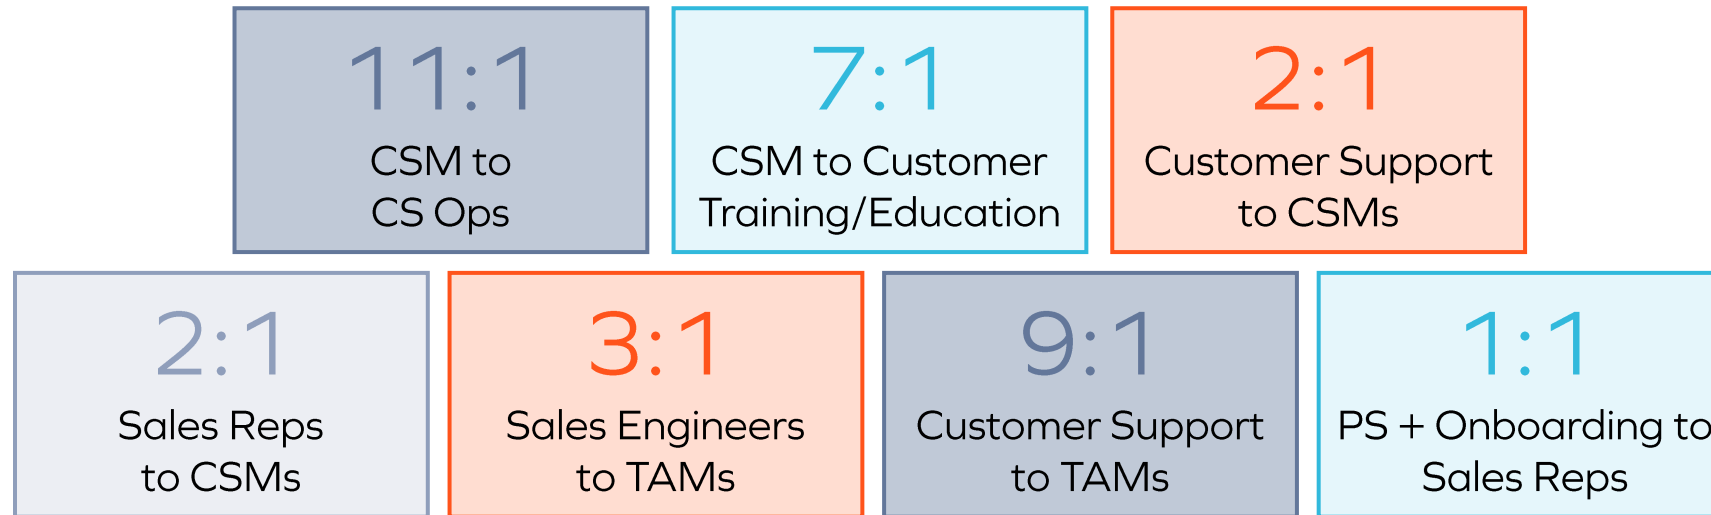 11:1
CSM to
CS Ops
7:1
CSM to Customer
Training/Education
2:1
Customer Support
to CSMs
2:1
Sales Reps
to CSMs
3:1
Sales Engineers
to TAMs
9:1
Customer Support
to TAMs
1:1
PS + Onboarding to
Sales Reps